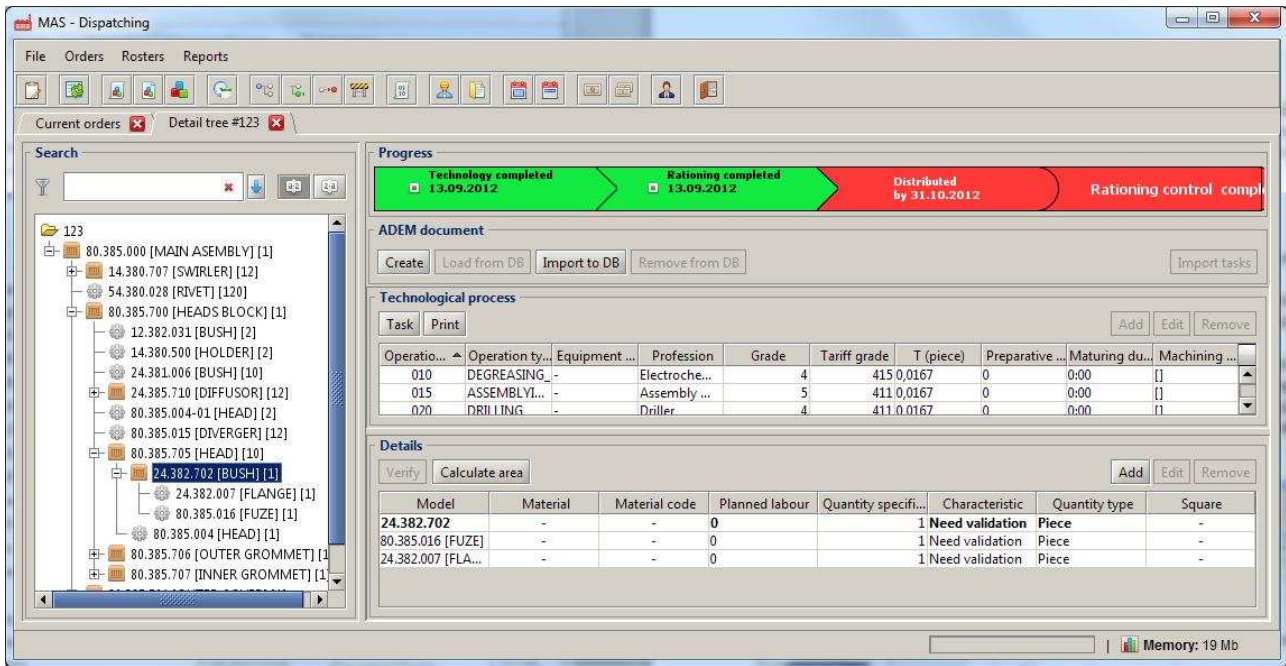 MAS - Dispatching
File Orders Rosters Reports
Current orders Detail tree #123
Search
123
80.385.000 [MAIN ASEMBLY] [1]
14.380.707 [SWIRLER] [12]
54.380.028 [RIVET] [120]
80.385.700 [HEADS BLOCK] [1]
12.382.031 [BUSH] [2]
14.380.500 [HOLDER] [2]
24.381.006 [BUSH] [10]
24.385.710 [DIFFUSOR] [12]
80.385.004-01 [HEAD] [2]
80.385.015 [DIVERGER] [12]
80.385.705 [HEAD] [10]
24.382.702 [BUSH] [1]
24.382.007 [FLANGE] [1]
80.385.016 [FUZE] [1]
80.385.004 [HEAD] [1]
80.385.706 [OUTER GROMMET] [1
80.385.707 [INNER GROMMET] [1]
Progress
Technology completed
13.09.2012
Rationing completed
13.09.2012
Distributed
by 31.10.2012
Rationing control compl
ADEM document
Create Load from DB Import to DB Remove from DB Import tasks
Technological process
Task Print Add Edit Remove
Operatio... Operation ty... Equipment ... Profession Grade Tariff grade T (piece) Preparative ... Maturing du... Machining ...
010 DEGREASING_ - Electroche... 4 415 0,0167 0 0:00 []
015 ASSEMBLYI... - Assembly ... 5 411 0,0167 0 0:00 []
020 DRILLING - Driller 4 411 0,0167 0 0:00 []
Details
Verify Calculate area Add Edit Remove
Model Material Material code Planned labour Quantity specifi... Characteristic Quantity type Square
24.382.702 - - 0 1 Need validation Piece -
80.385.016 [FUZE] - - 0 1 Need validation Piece -
24.382.007 [FLA... - - 0 1 Need validation Piece -
Memory: 19 Mb